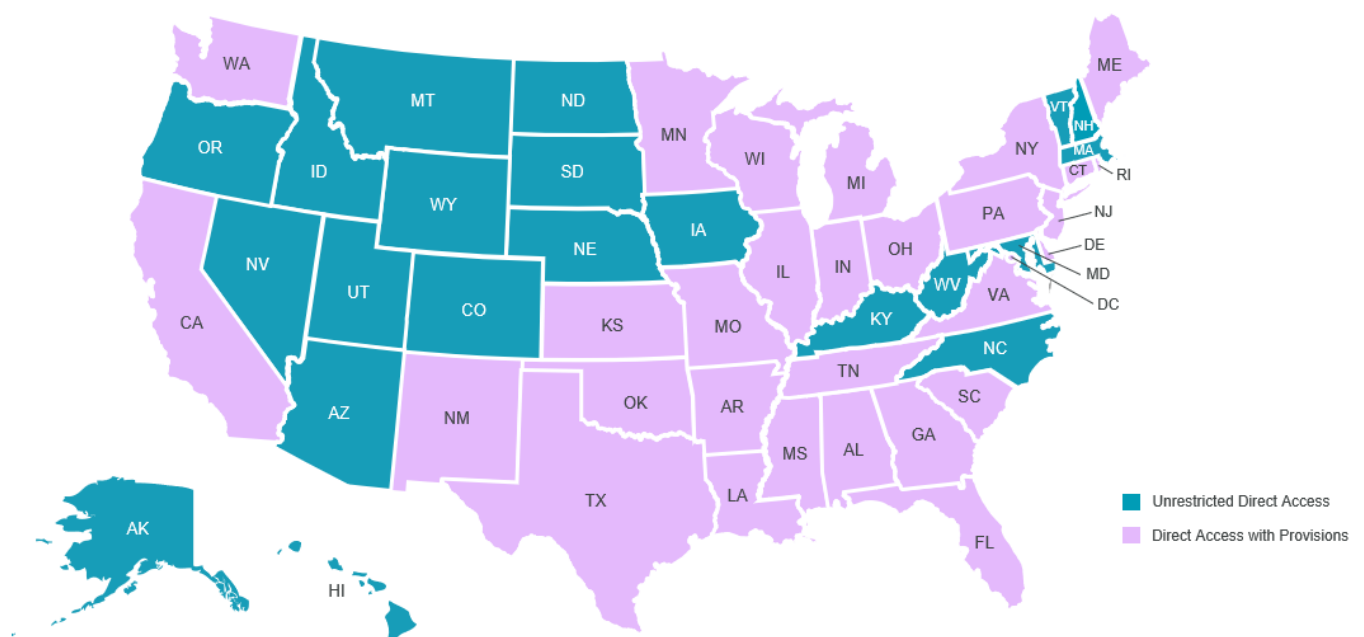 WA
ME
MT
ND
VT
MN
NH
OR
NY
MA
WI
ID
SD
CT
RI
MI
WY
NJ
PA
IA
DE
NE
OH
NV
IN
MD
IL
WV
UT
VA
DC
CO
KY
CA
KS
MO
NC
TN
SC
OK
AR
AZ
NM
GA
MS
AL
LA
TX
Unrestricted Direct Access
AK
Direct Access with Provisions
FL
HI